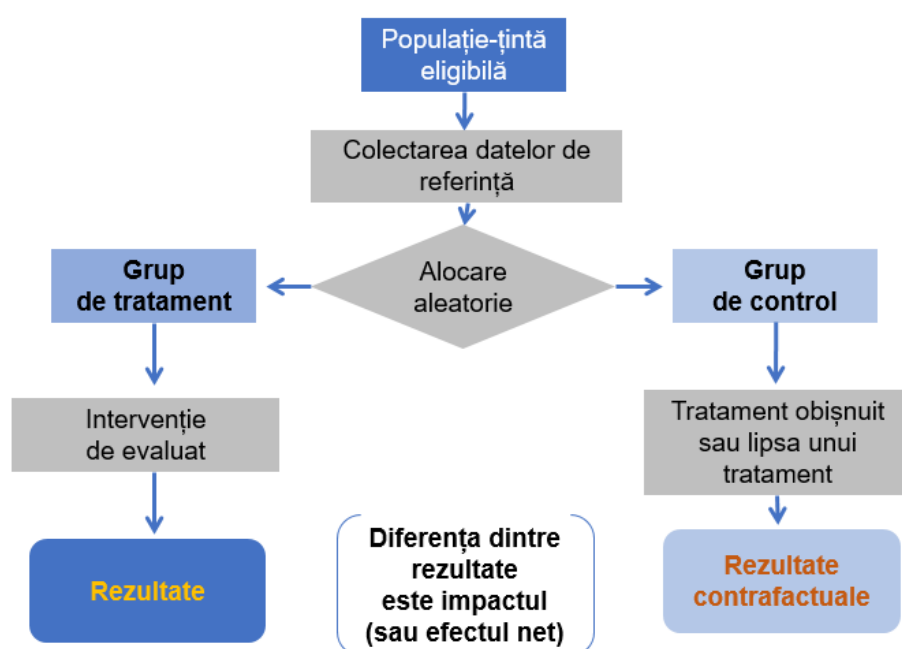 Populație-țintă
eligibilă
Colectarea datelor de
referință
Alocare
aleatorie
Grup
de tratament
Grup
de control
Intervenție
de evaluat
Tratament obișnuit
sau lipsa unui
tratament
Rezultate
Diferența dintre
rezultate
este impactul
(sau efectul net)
Rezultate
contrafactuale